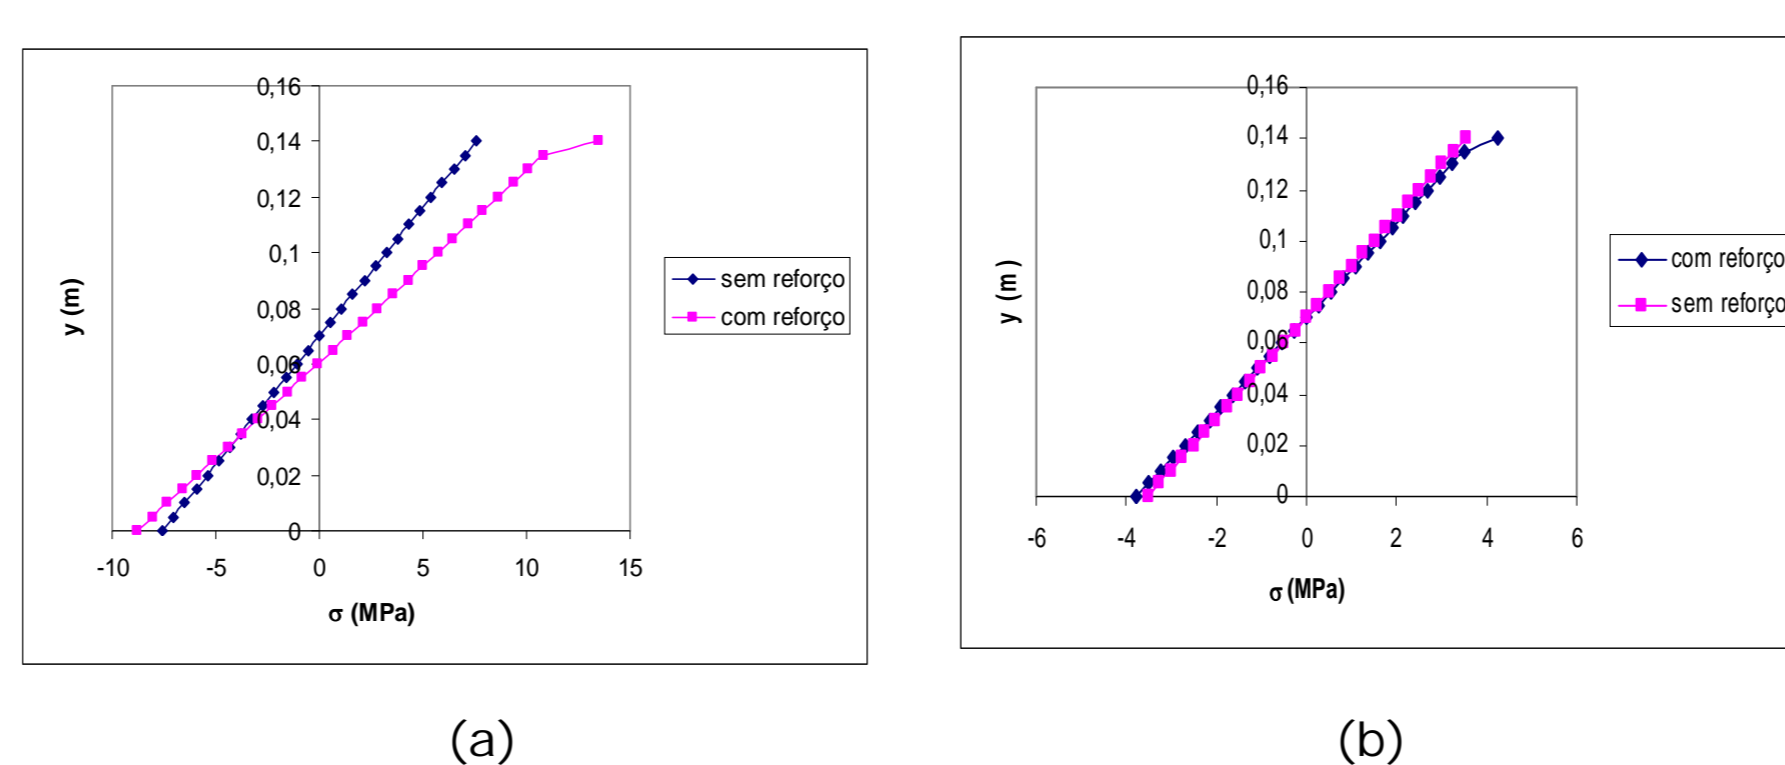 0,16
0,14
0,12
0,1
0,08
0,06
0,04
0,02
0
-10 -5 0 5 10 15
y (m)
σ (MPa)
sem reforço
com reforço
(a)
0,16
0,14
0,12
0,1
0,08
0,06
0,04
0,02
0
-6 -4 -2 0 2 4 6
y (m)
σ (MPa)
com reforço
sem reforço
(b)